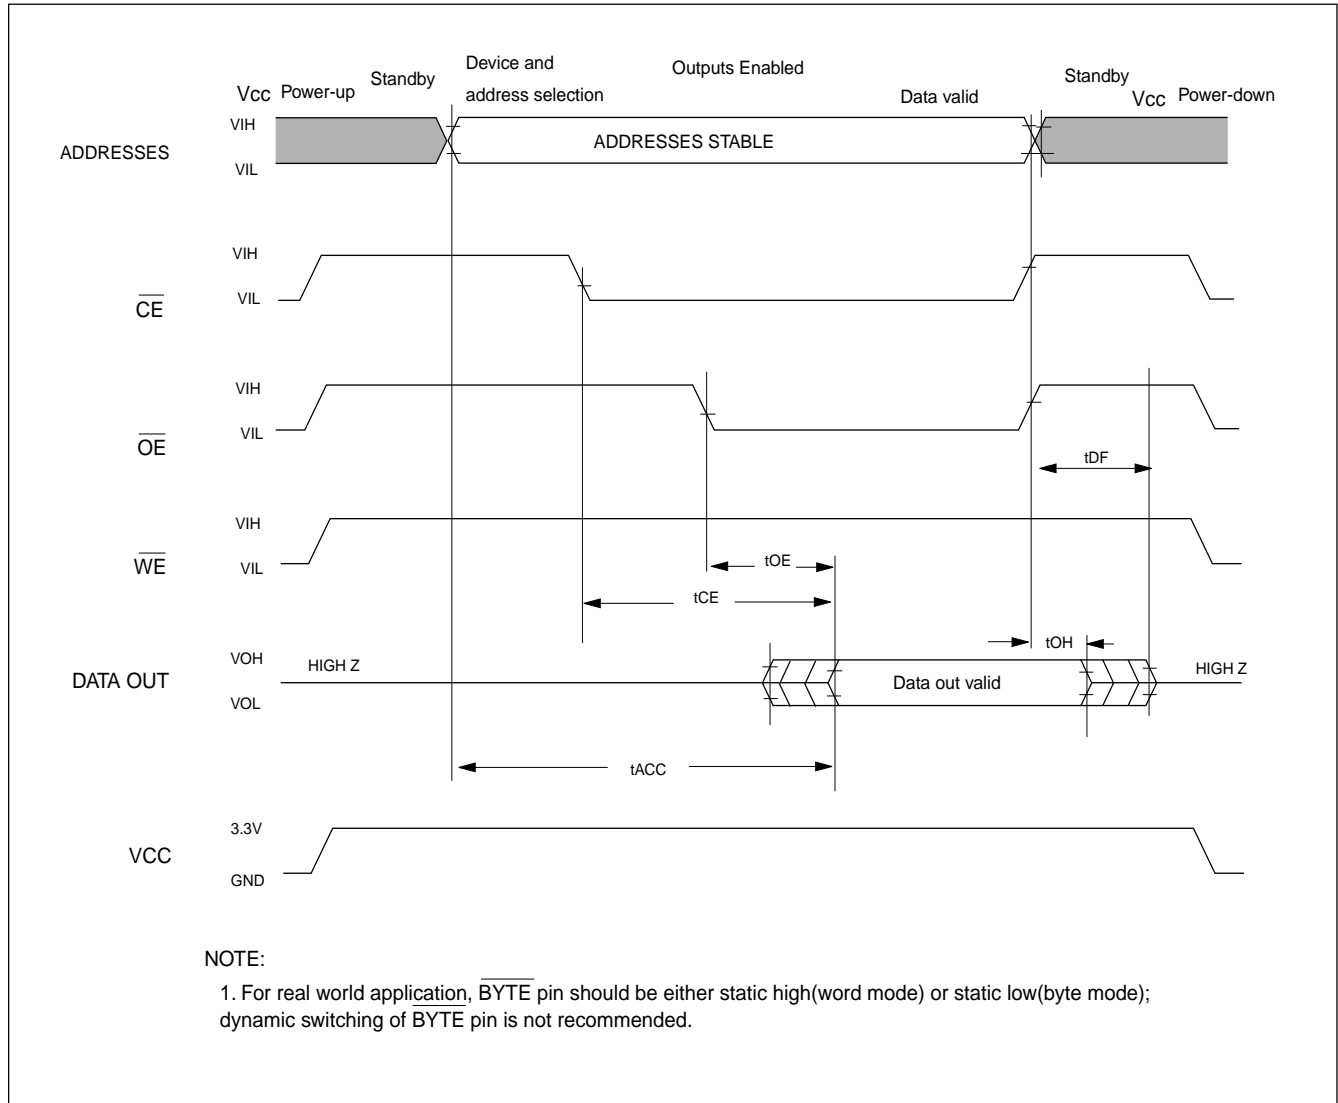 Vcc Power-up
Standby
Device and
address selection
Outputs Enabled
Data valid
Standby
Vcc Power-down
ADDRESSES
VIH
VIL
ADDRESSES STABLE
CE
VIH
VIL
OE
VIH
VIL
tDF
WE
VIH
VIL
tOE
tCE
tOH
DATA OUT
VOH
VOL
HIGH Z
Data out valid
HIGH Z
tACC
VCC
3.3V
GND
NOTE:
1. For real world application, BYTE pin should be either static high(word mode) or static low(byte mode);
dynamic switching of BYTE pin is not recommended.